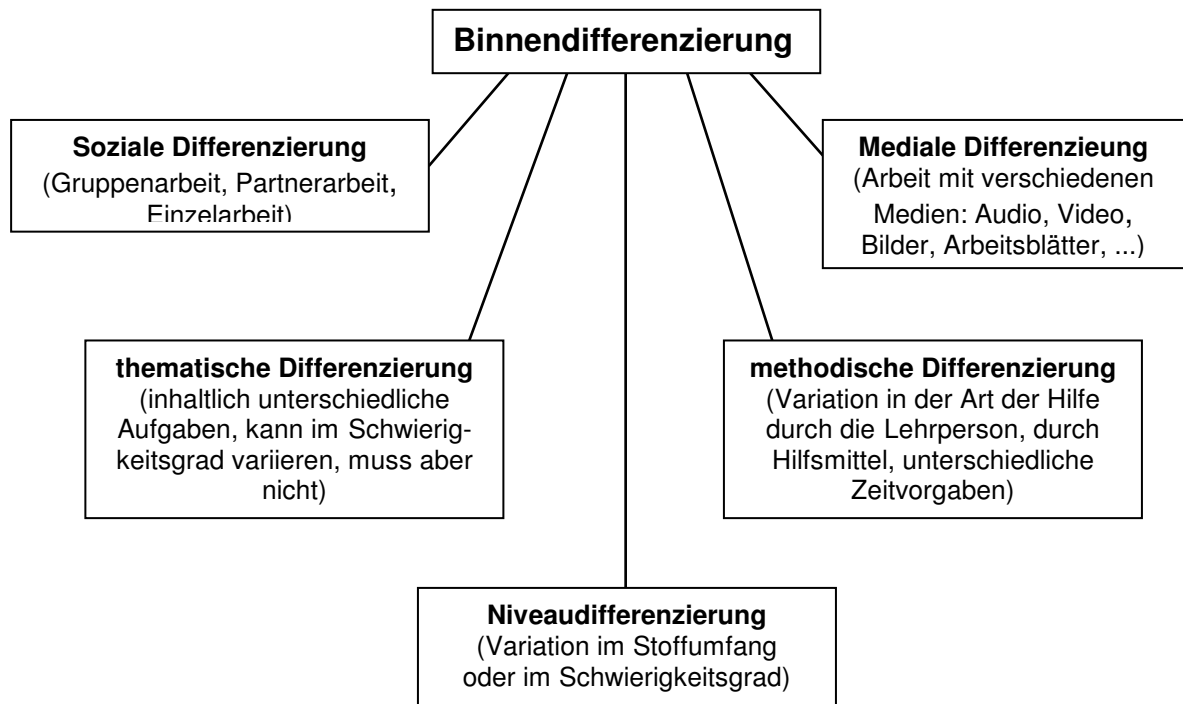 Binnendifferenzierung
Soziale Differenzierung
(Gruppenarbeit, Partnerarbeit,
Einzelarbeit)
Mediale Differenzieung
(Arbeit mit verschiedenen
Medien: Audio, Video,
Bilder, Arbeitsblätter, ...)
thematische Differenzierung
(inhaltlich unterschiedliche
Aufgaben, kann im Schwierig-
keitsgrad variieren, muss aber
nicht)
methodische Differenzierung
(Variation in der Art der Hilfe
durch die Lehrperson, durch
Hilfsmittel, unterschiedliche
Zeitvorgaben)
Niveaudifferenzierung
(Variation im Stoffumfang
oder im Schwierigkeitsgrad)